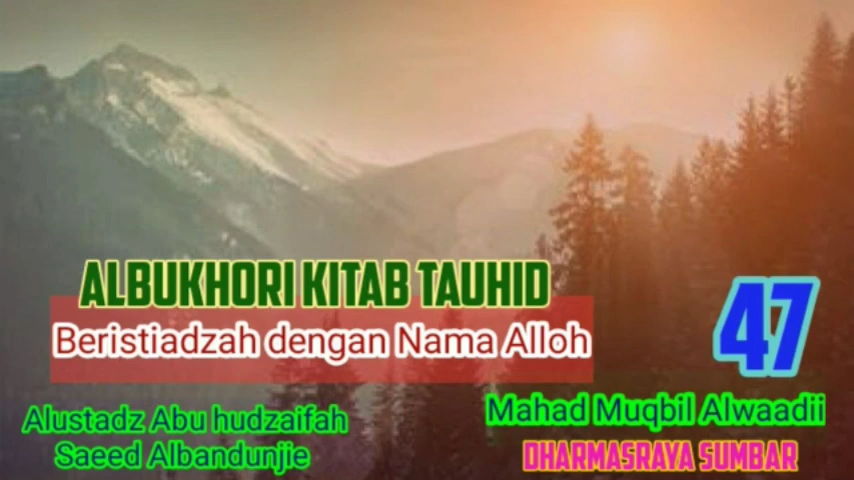 ALBUKHORI KITAB TAUHID
Beristiadzah dengan Nama Alloh
47
Alustadz Abu hudzaifah
Saeed Albandunjie
Mahad Muqbil Alwaadii
DHARMASRAYA SUMBAR